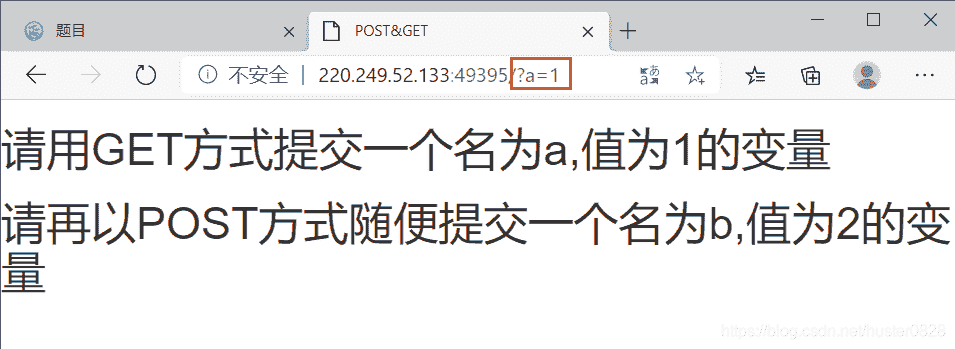 题目
POST&GET
不安全 | 220.249.52.133:49395/?a=1
请用GET方式提交一个名为a,值为1的变量
请再以POST方式随便提交一个名为b,值为2的变
量
https://blog.csdn.net/huster0828